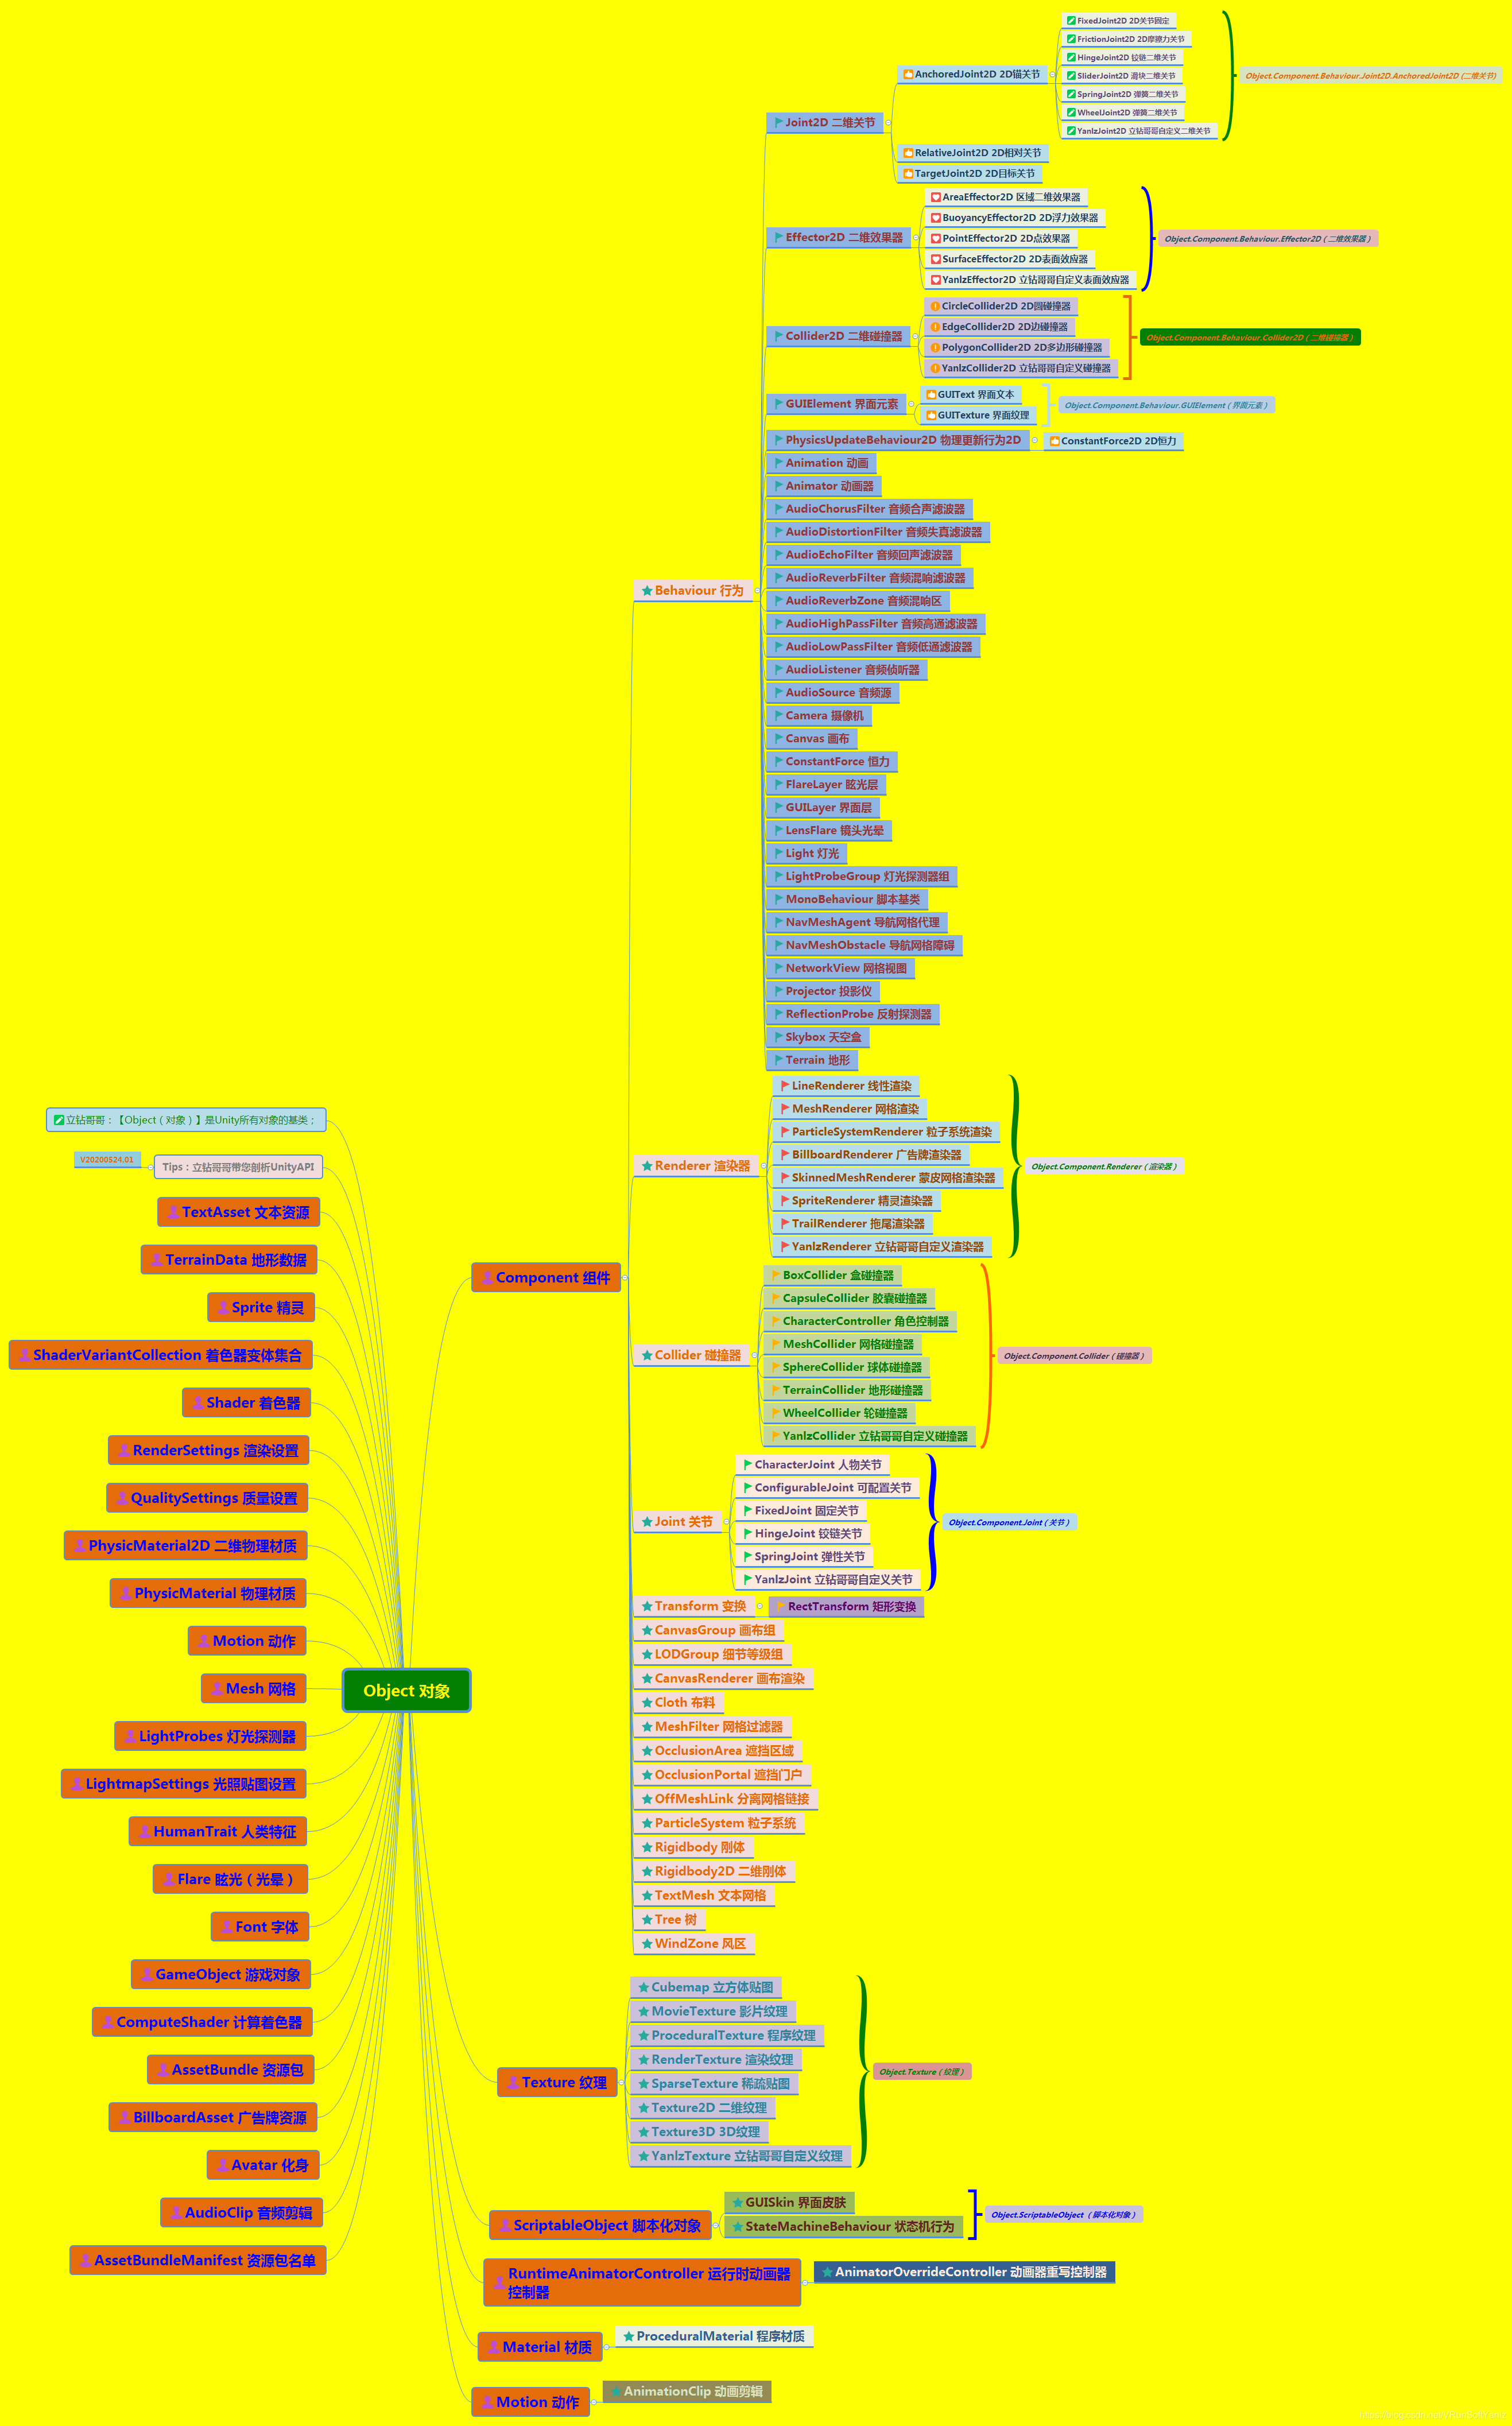 FixedJoint2D 2D关节固定
FrictionJoint2D 2D摩擦力关节
HingeJoint2D 铰链二维关节
SliderJoint2D 滑块二维关节
SpringJoint2D 弹簧二维关节
WheelJoint2D 弹簧二维关节
YanlzJoint2D 立钻哥哥自定义二维关节
AnchoredJoint2D 2D锚关节
Object.Component.Behaviour.Joint2D.AnchoredJoint2D (二维关节)
Joint2D 二维关节
RelativeJoint2D 2D相对关节
TargetJoint2D 2D目标关节
AreaEffector2D 区域二维效果器
BuoyancyEffector2D 2D浮力效果器
PointEffector2D 2D点效果器
SurfaceEffector2D 2D表面效应器
YanlzEffector2D 立钻哥哥自定义表面效应器
Effector2D 二维效果器
Object.Component.Behaviour.Effector2D（二维效果器）
CircleCollider2D 2D圆碰撞器
EdgeCollider2D 2D边碰撞器
PolygonCollider2D 2D多边形碰撞器
YanlzCollider2D 立钻哥哥自定义碰撞器
Collider2D 二维碰撞器
Object.Component.Behaviour.Collider2D（二维碰撞器）
GUIElement 界面元素
GUIText 界面文本
GUITexture 界面纹理
Object.Component.Behaviour.GUIElement（界面元素）
PhysicsUpdateBehaviour2D 物理更新行为2D
ConstantForce2D 2D恒力
Animation 动画
Animator 动画器
AudioChorusFilter 音频合声滤波器
AudioDistortionFilter 音频失真滤波器
AudioEchoFilter 音频回声滤波器
AudioReverbFilter 音频混响滤波器
Behaviour 行为
AudioReverbZone 音频混响区
AudioHighPassFilter 音频高通滤波器
AudioLowPassFilter 音频低通滤波器
AudioListener 音频侦听器
AudioSource 音频源
Camera 摄像机
Canvas 画布
ConstantForce 恒力
FlareLayer 眩光层
GUILayer 界面层
LensFlare 镜头光晕
Light 灯光
LightProbeGroup 灯光探测器组
MonoBehaviour 脚本基类
NavMeshAgent 导航网格代理
NavMeshObstacle 导航网格障碍
NetworkView 网格视图
Projector 投影仪
ReflectionProbe 反射探测器
Skybox 天空盒
Terrain 地形
LineRenderer 线性渲染
MeshRenderer 网格渲染
ParticleSystemRenderer 粒子系统渲染
BillboardRenderer 广告牌渲染器
SkinnedMeshRenderer 蒙皮网格渲染器
SpriteRenderer 精灵渲染器
TrailRenderer 拖尾渲染器
YanlzRenderer 立钻哥哥自定义渲染器
Renderer 渲染器
Object.Component.Renderer（渲染器）
Component 组件
BoxCollider 盒碰撞器
CapsuleCollider 胶囊碰撞器
CharacterController 角色控制器
MeshCollider 网格碰撞器
SphereCollider 球体碰撞器
TerrainCollider 地形碰撞器
WheelCollider 轮碰撞器
YanlzCollider 立钻哥哥自定义碰撞器
Collider 碰撞器
Object.Component.Collider（碰撞器）
CharacterJoint 人物关节
ConfigurableJoint 可配置关节
FixedJoint 固定关节
HingeJoint 铰链关节
SpringJoint 弹性关节
YanlzJoint 立钻哥哥自定义关节
Joint 关节
Object.Component.Joint（关节）
Transform 变换
RectTransform 矩形变换
CanvasGroup 画布组
LODGroup 细节等级组
CanvasRenderer 画布渲染
Cloth 布料
MeshFilter 网格过滤器
OcclusionArea 遮挡区域
OcclusionPortal 遮挡门户
OffMeshLink 分离网格链接
ParticleSystem 粒子系统
Rigidbody 刚体
Rigidbody2D 二维刚体
TextMesh 文本网格
Tree 树
WindZone 风区
立钻哥哥：【Object（对象）】是Unity所有对象的基类；
V20200524.01
Tips：立钻哥哥带您剖析UnityAPI
TextAsset 文本资源
TerrainData 地形数据
Sprite 精灵
ShaderVariantCollection 着色器变体集合
Shader 着色器
RenderSettings 渲染设置
QualitySettings 质量设置
PhysicMaterial2D 二维物理材质
PhysicMaterial 物理材质
Motion 动作
Mesh 网格
Object 对象
LightProbes 灯光探测器
LightmapSettings 光照贴图设置
HumanTrait 人类特征
Flare 眩光（光晕）
Font 字体
GameObject 游戏对象
ComputeShader 计算着色器
AssetBundle 资源包
BillboardAsset 广告牌资源
Avatar 化身
AudioClip 音频剪辑
AssetBundleManifest 资源包名单
Cubemap 立方体贴图
MovieTexture 影片纹理
ProceduralTexture 程序纹理
RenderTexture 渲染纹理
SparseTexture 稀疏贴图
Texture2D 二维纹理
Texture3D 3D纹理
YanlzTexture 立钻哥哥自定义纹理
Texture 纹理
Object.Texture（纹理）
GUISkin 界面皮肤
StateMachineBehaviour 状态机行为
ScriptableObject 脚本化对象
Object.ScriptableObject（脚本化对象）
RuntimeAnimatorController 运行时动画器
控制器
AnimatorOverrideController 动画器重写控制器
Material 材质
ProceduralMaterial 程序材质
Motion 动作
AnimationClip 动画剪辑